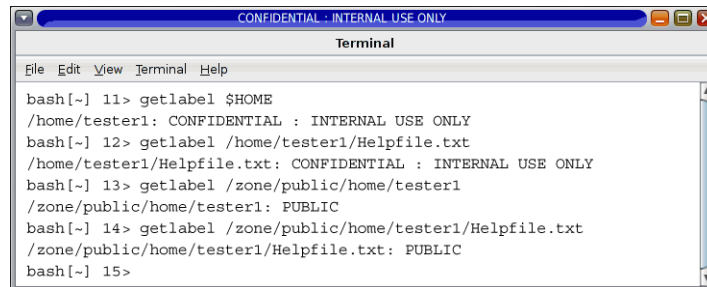 CONFIDENTIAL : INTERNAL USE ONLY
Terminal
File Edit View Terminal Help
bash[~] 11> getlabel $HOME
/home/tester1: CONFIDENTIAL : INTERNAL USE ONLY
bash[~] 12> getlabel /home/tester1/Helpfile.txt
/home/tester1/Helpfile.txt: CONFIDENTIAL : INTERNAL USE ONLY
bash[~] 13> getlabel /zone/public/home/tester1
/zone/public/home/tester1: PUBLIC
bash[~] 14> getlabel /zone/public/home/tester1/Helpfile.txt
/zone/public/home/tester1/Helpfile.txt: PUBLIC
bash[~] 15>